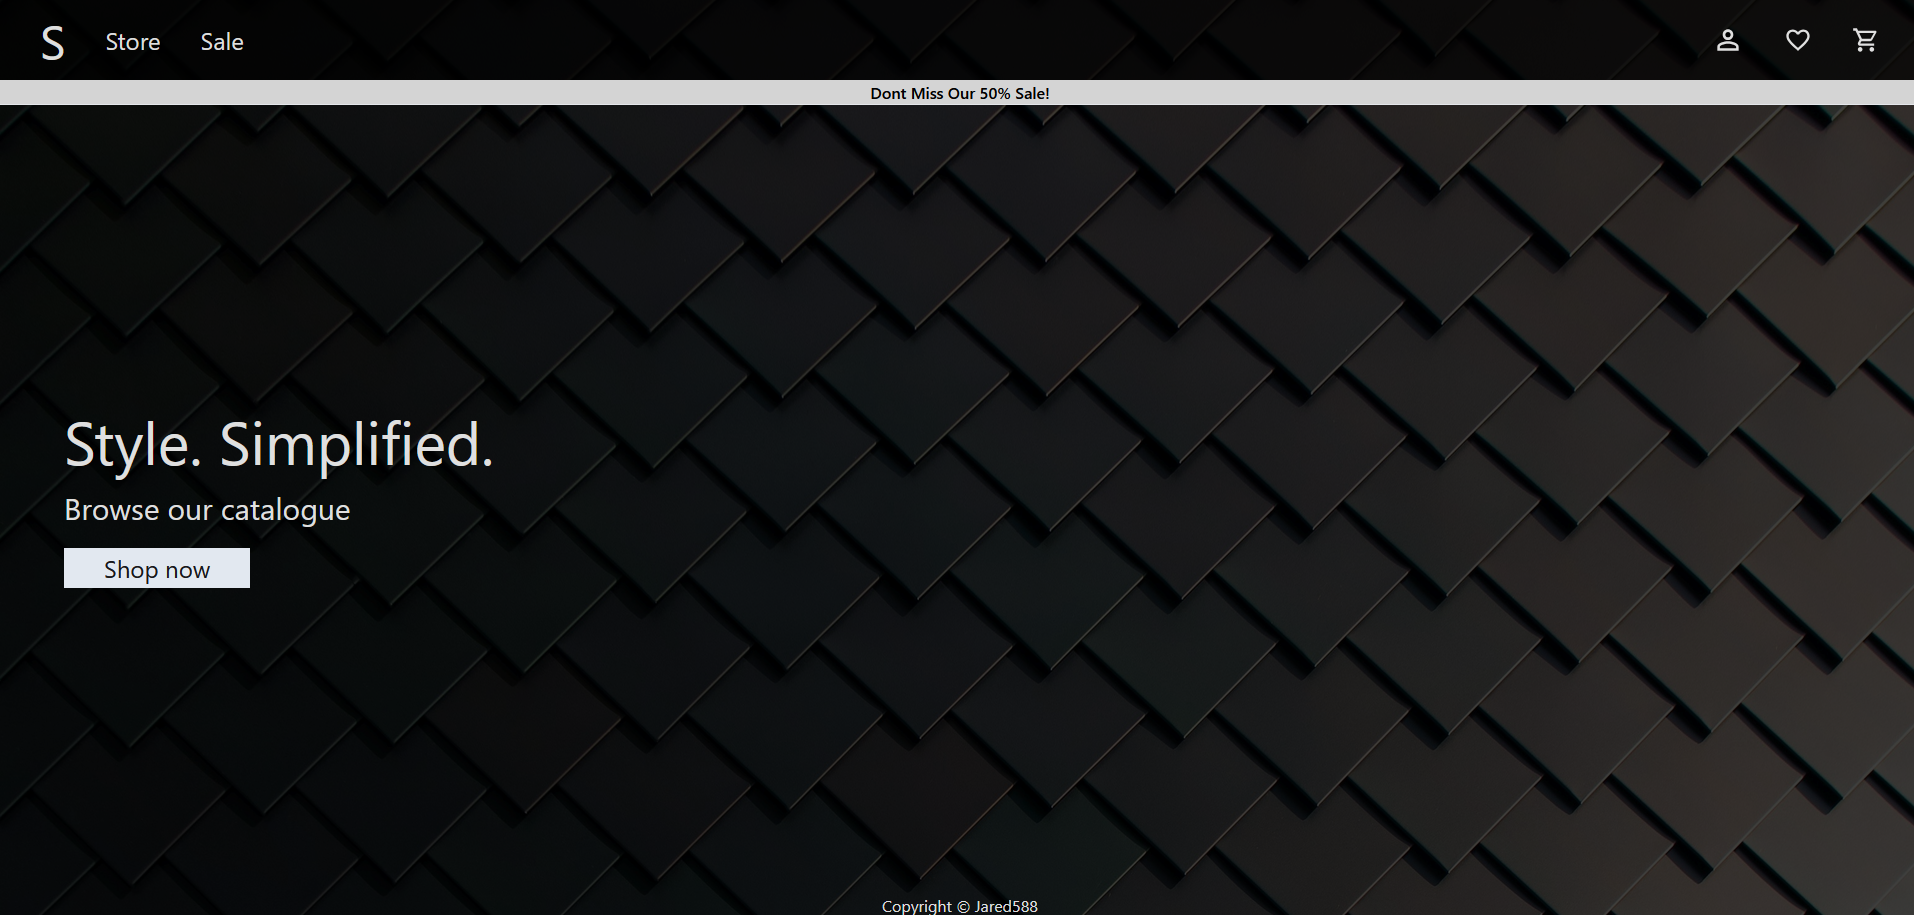 S Store Sale
Dont Miss Our 50% Sale!
Style. Simplified.
Browse our catalogue
Shop now
Copyright © Jared588